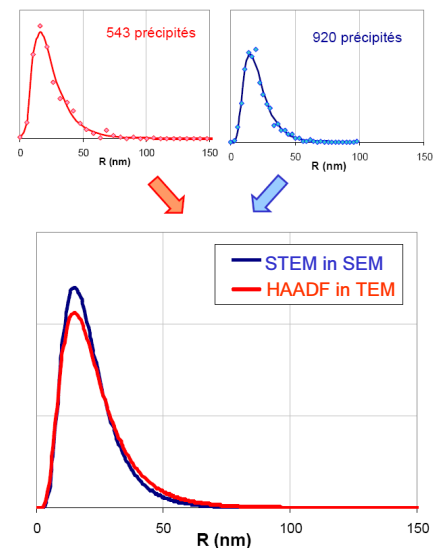 543 précipités
920 précipités
0 50 100 150
R (nm)
0 50 100 150
R (nm)
STEM in SEM
HAADF in TEM
0 50 100 150
R (nm)